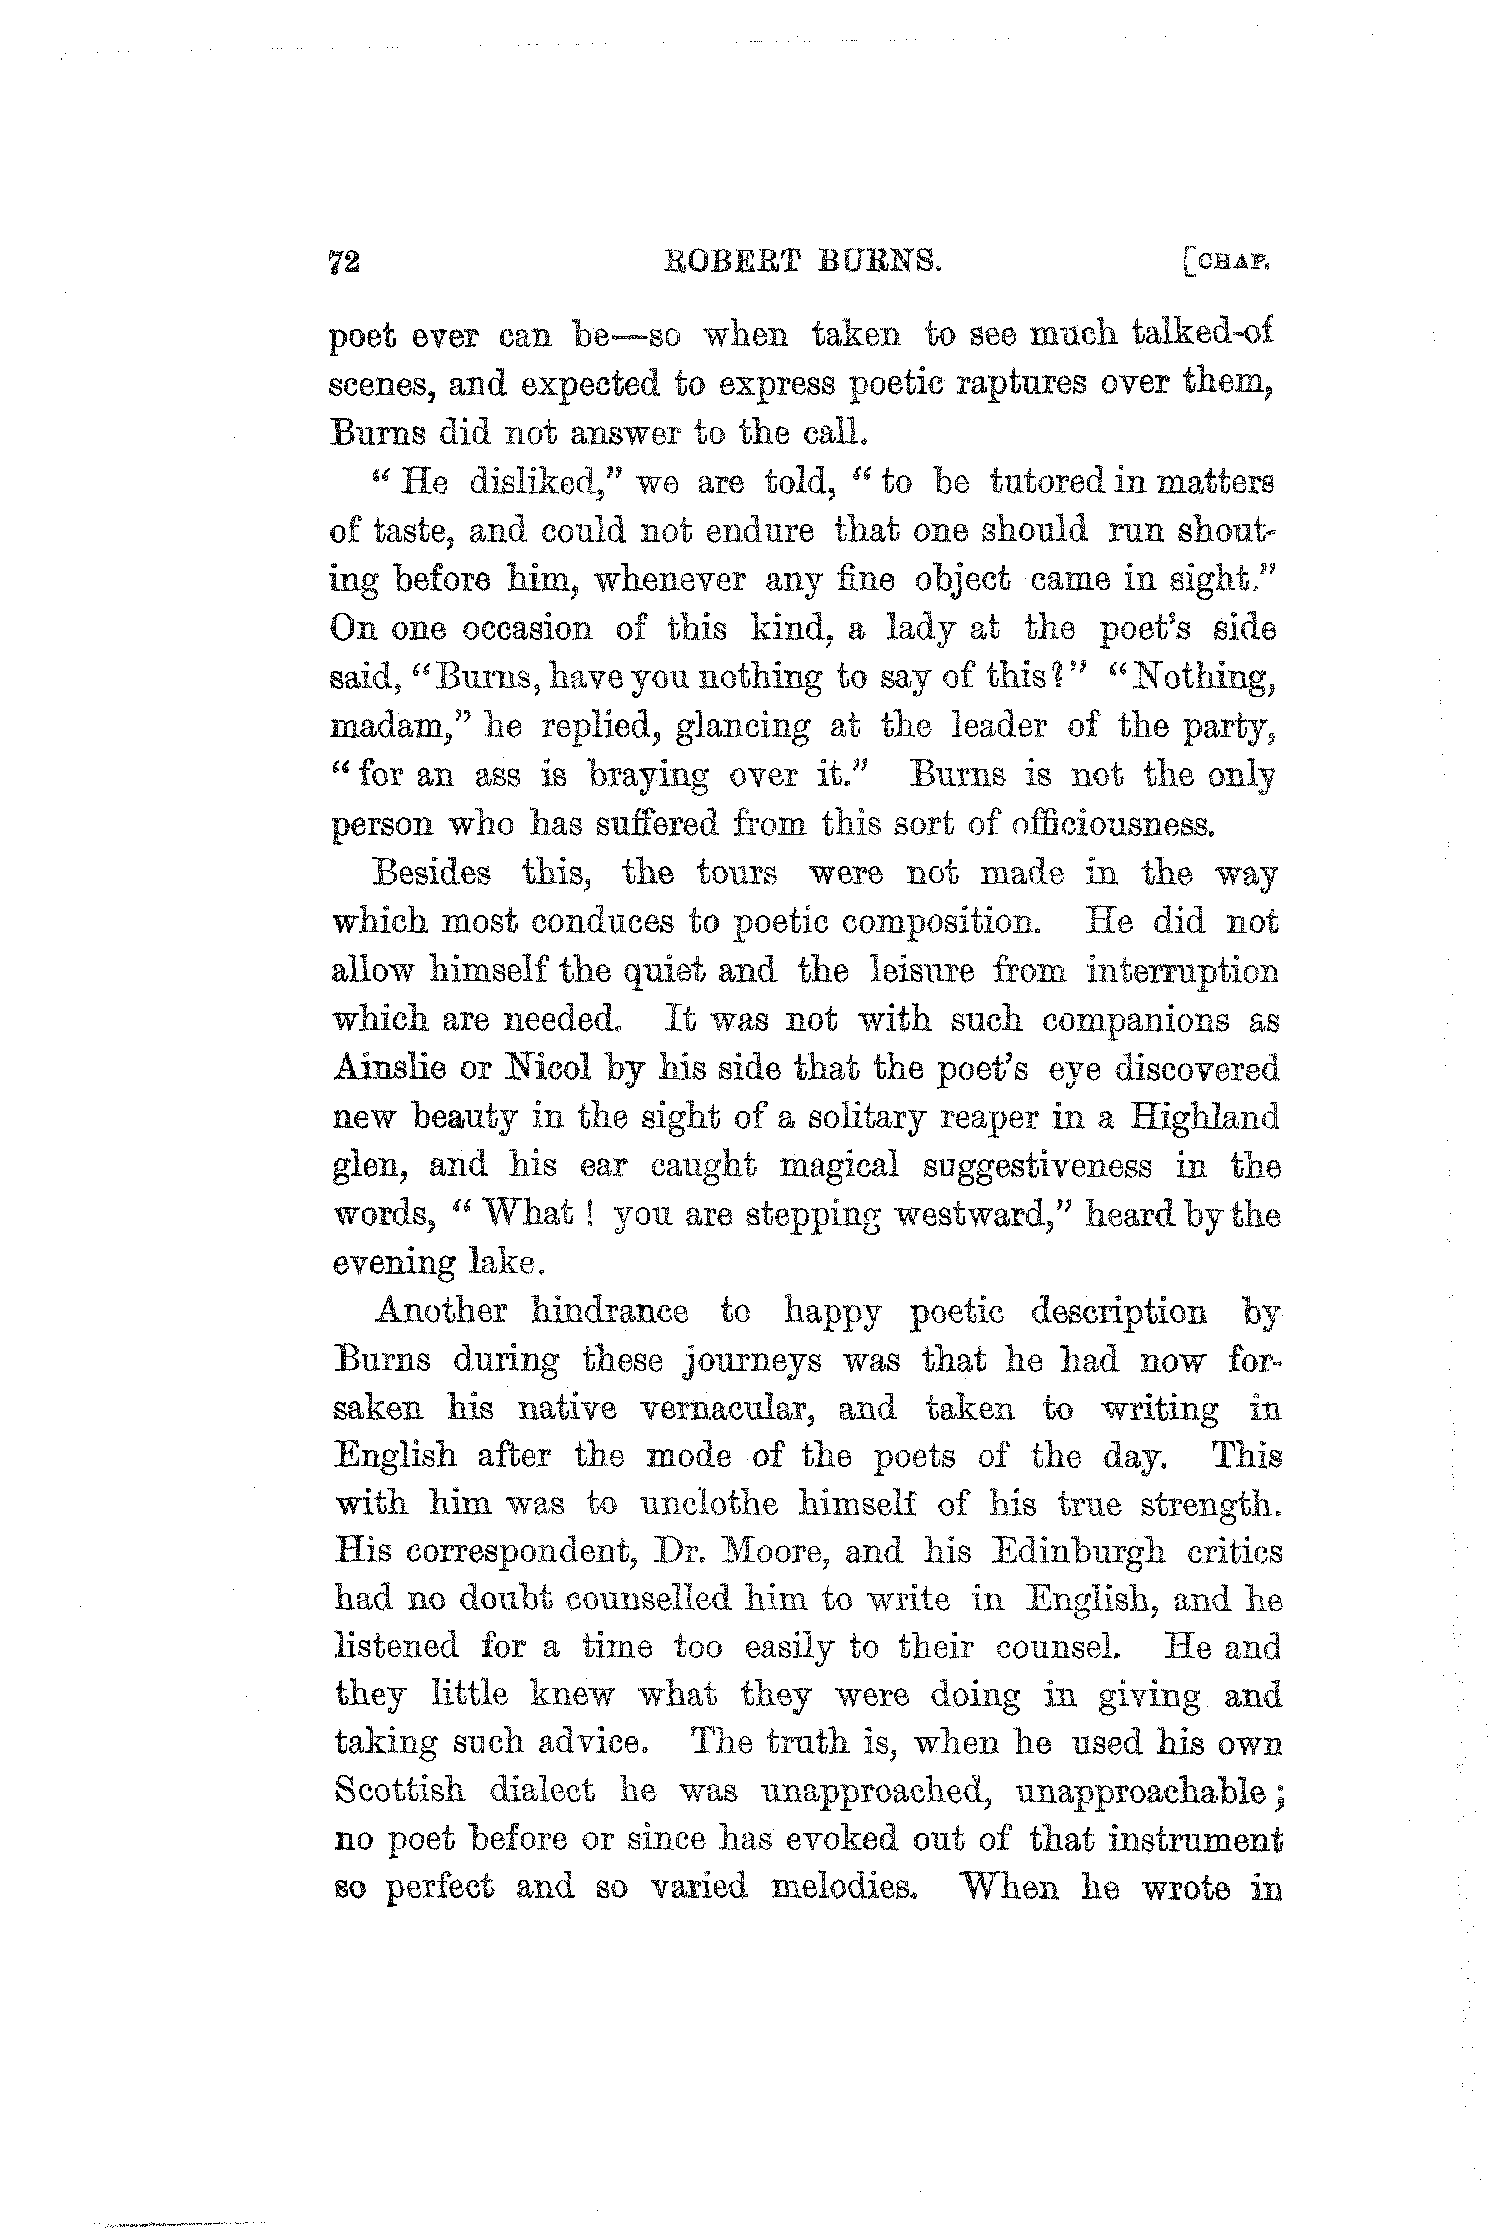 72 ROBERT BURNS. [CHAP.
poet ever can be—so when taken to see much talked-of
scenes, and expected to express poetic raptures over them,
Burns did not answer to the call.
“ He disliked,” we are told, “ to be tutored in matters
of taste, and could not endure that one should run shout-
ing before him, whenever any fine object came in sight.”
On one occasion of this kind, a lady at the poet’s side
said, “Burns, have you nothing to say of this?” “Nothing,
madam,” he replied, glancing at the leader of the party,
“ for an ass is braying over it.” Burns is not the only
person who has suffered from this sort of officiousness.
Besides this, the tours were not made in the way
which most conduces to poetic composition. He did not
allow himself the quiet and the leisure from interruption
which are needed. It was not with such companions as
Ainslie or Nicol by his side that the poet’s eye discovered
new beauty in the sight of a solitary reaper in a Highland
glen, and his ear caught magical suggestiveness in the
words, “ What ! you are stepping westward,” heard by the
evening lake.
Another hindrance to happy poetic description by
Burns during these journeys was that he had now for-
saken his native vernacular, and taken to writing in
English after the mode of the poets of the day. This
with him was to unclothe himself of his true strength.
His correspondent, Dr. Moore, and his Edinburgh critics
had no doubt counselled him to write in English, and he
listened for a time too easily to their counsel. He and
they little knew what they were doing in giving and
taking such advice. The truth is, when he used his own
Scottish dialect he was unapproached, unapproachable ;
no poet before or since has evoked out of that instrument
so perfect and so varied melodies. When he wrote in